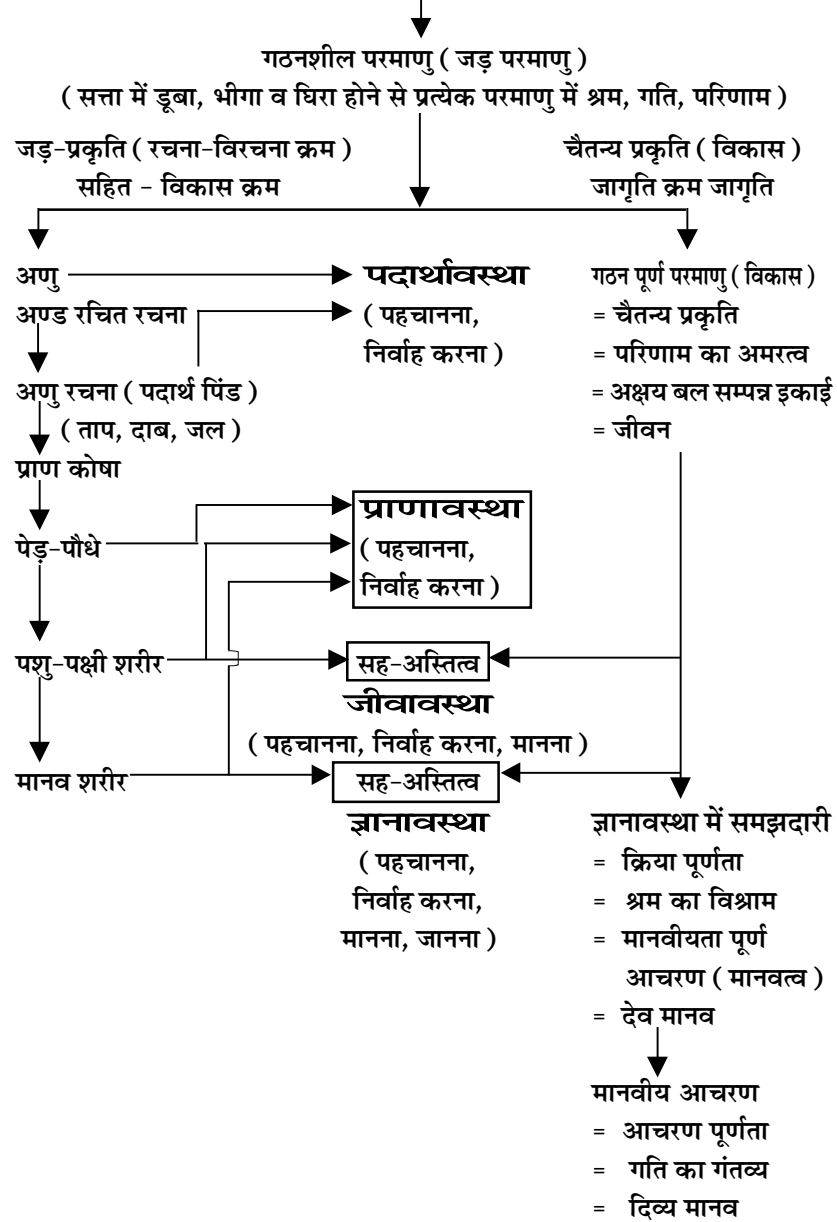 गठनशील परमाणु ( जड़ परमाणु )
( सत्ता में डूबा, भीगा व घिरा होने से प्रत्येक परमाणु में श्रम, गति, परिणाम )
जड़-प्रकृति ( रचना-विरचना क्रम )
सहित - विकास क्रम
चैतन्य प्रकृति ( विकास )
जागृति क्रम जागृति
अणु
अण्ड रचित रचना
अणु रचना ( पदार्थ पिंड )
( ताप, दाब, जल )
प्राण कोषा
पेड़-पौधे
पशु-पक्षी शरीर
मानव शरीर
पदार्थावस्था
( पहचानना,
निर्वाह करना )
प्राणावस्था
( पहचानना,
निर्वाह करना )
सह-अस्तित्व
जीवावस्था
( पहचानना, निर्वाह करना, मानना )
सह-अस्तित्व
ज्ञानावस्था
( पहचानना,
निर्वाह करना,
मानना, जानना )
गठन पूर्ण परमाणु ( विकास )
= चैतन्य प्रकृति
= परिणाम का अमरत्व
= अक्षय बल सम्पन्न इकाई
= जीवन
ज्ञानावस्था में समझदारी
= क्रिया पूर्णता
= श्रम का विश्राम
= मानवीयता पूर्ण
आचरण ( मानवत्व )
= देव मानव
मानवीय आचरण
= आचरण पूर्णता
= गति का गंतव्य
= दिव्य मानव